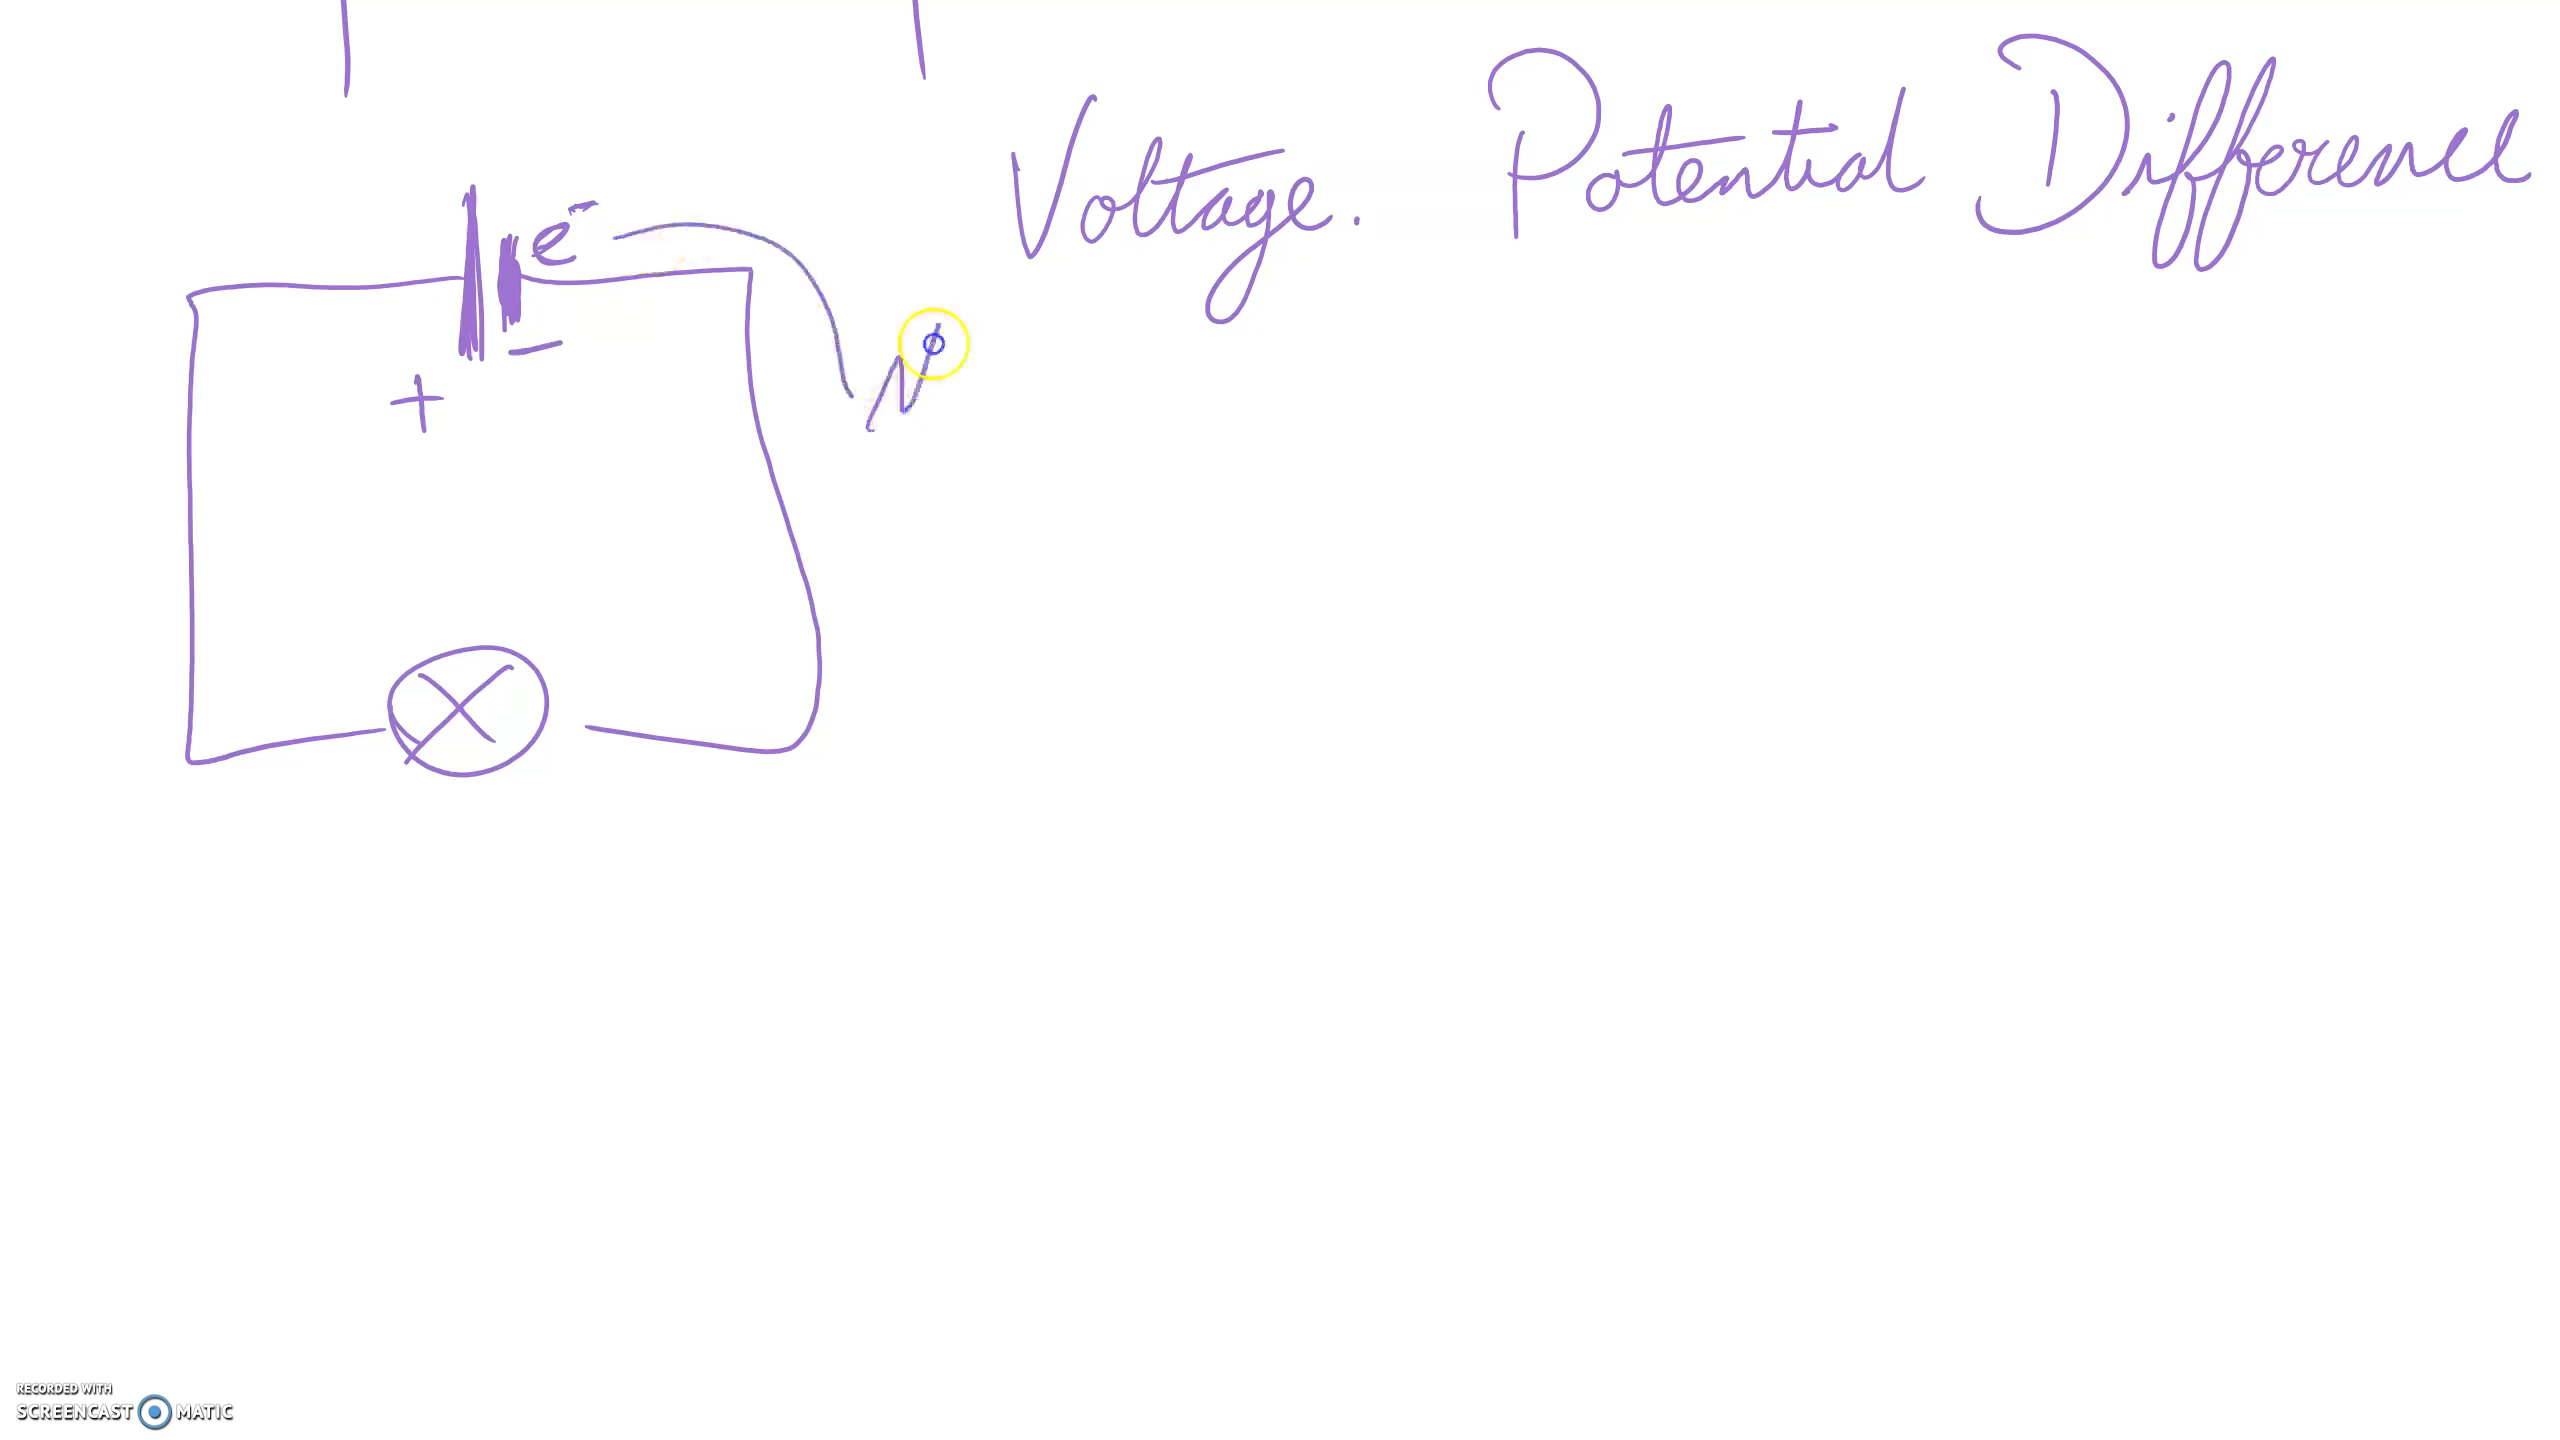 Voltage. Potential Difference
e⁻
−
+
RECORDED WITH
SCREENCAST MATIC